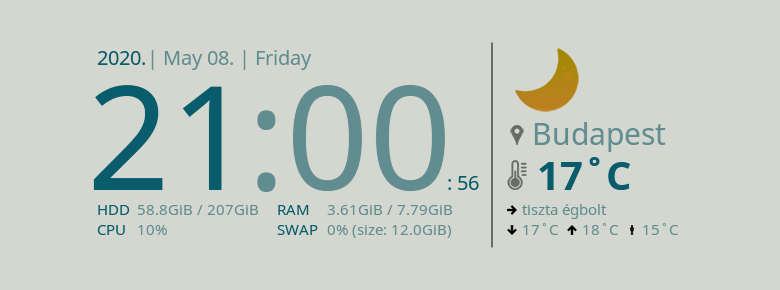 2020.| May 08. | Friday
21:00: 56
HDD 58.8GiB / 207GiB RAM 3.61GiB / 7.79GiB
CPU 10% SWAP 0% (size: 12.0GiB)
Budapest
17°C
tiszta égbolt
17°C 18°C 15°C